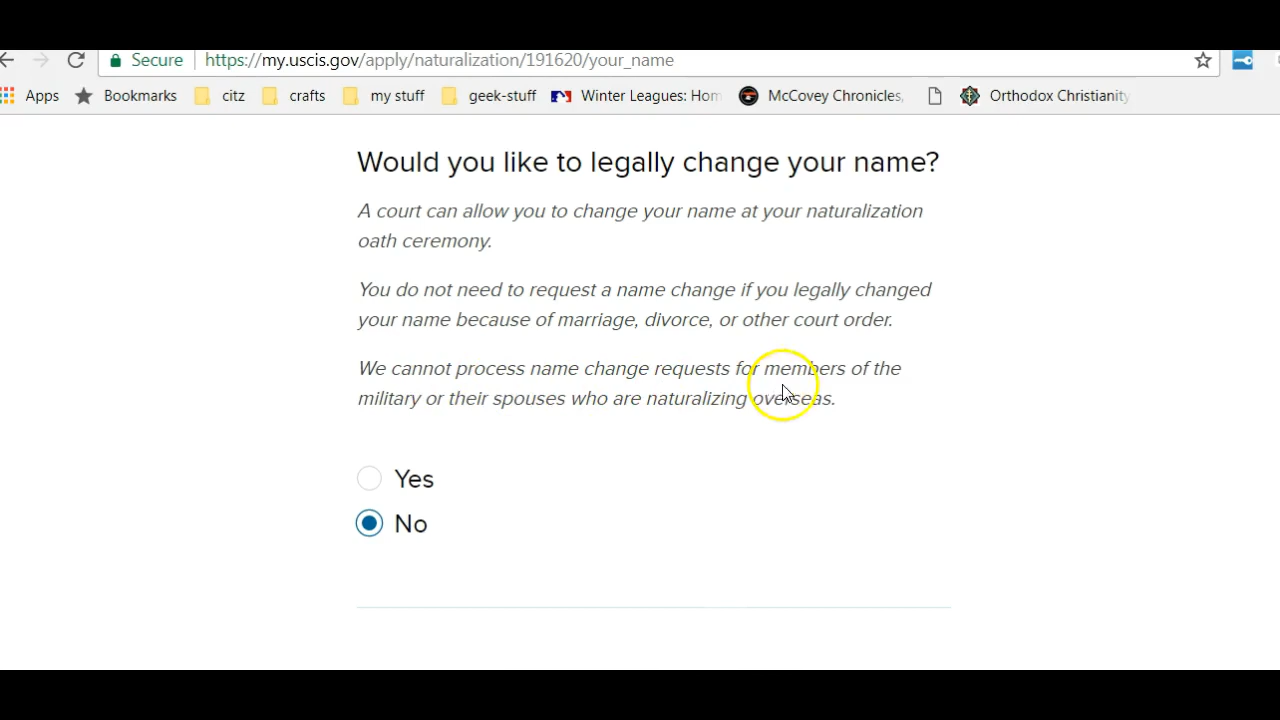 Secure https://my.uscis.gov/apply/naturalization/191620/your_name
Apps Bookmarks citz crafts my stuff geek-stuff Winter Leagues: Hom McCovey Chronicles, Orthodox Christianity
Would you like to legally change your name?
A court can allow you to change your name at your naturalization
oath ceremony.
You do not need to request a name change if you legally changed
your name because of marriage, divorce, or other court order.
We cannot process name change requests for members of the
military or their spouses who are naturalizing overseas.
Yes
No